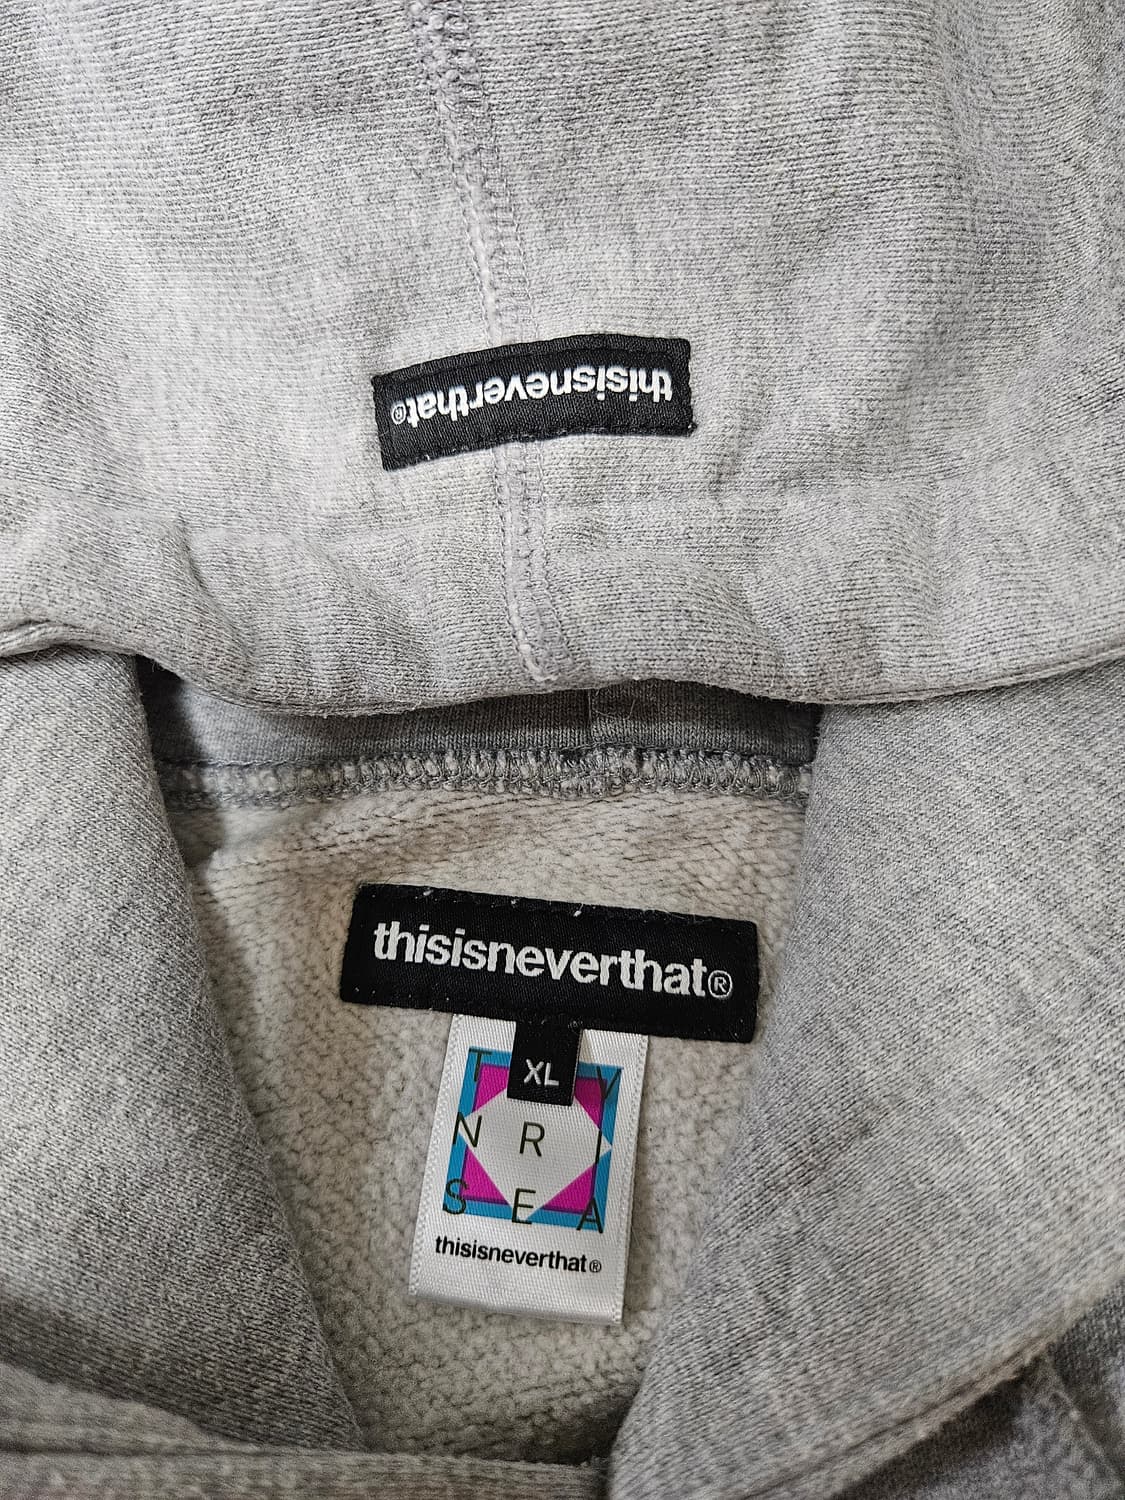 thisisneverthat®
thisisneverthat®
XL
T V
N R I
S E A
thisisneverthat®